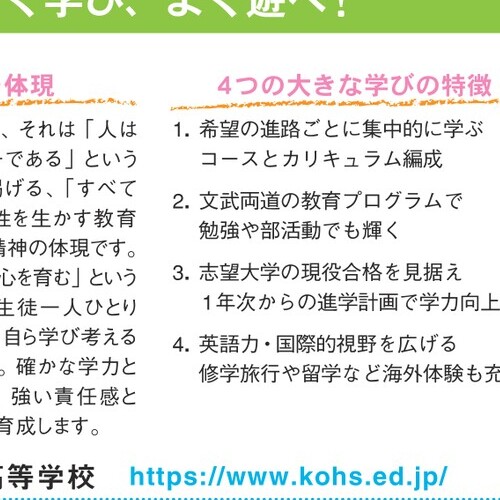 く学び、よく遊べ!
体現
、それは「人は
である」という
掲げる、「すべて
性を生かす教育
精神の体現です。
心を育む」という
生徒一人ひとり
自ら学び考える
。確かな学力と
強い責任感と
育成します。
4つの大きな学びの特徴
1. 希望の進路ごとに集中的に学ぶ
コースとカリキュラム編成
2. 文武両道の教育プログラムで
勉強や部活動でも輝く
3. 志望大学の現役合格を見据え
1年次からの進学計画で学力向上
4. 英語力・国際的視野を広げる
修学旅行や留学など海外体験も充
高等学校 https://www.kohs.ed.jp/